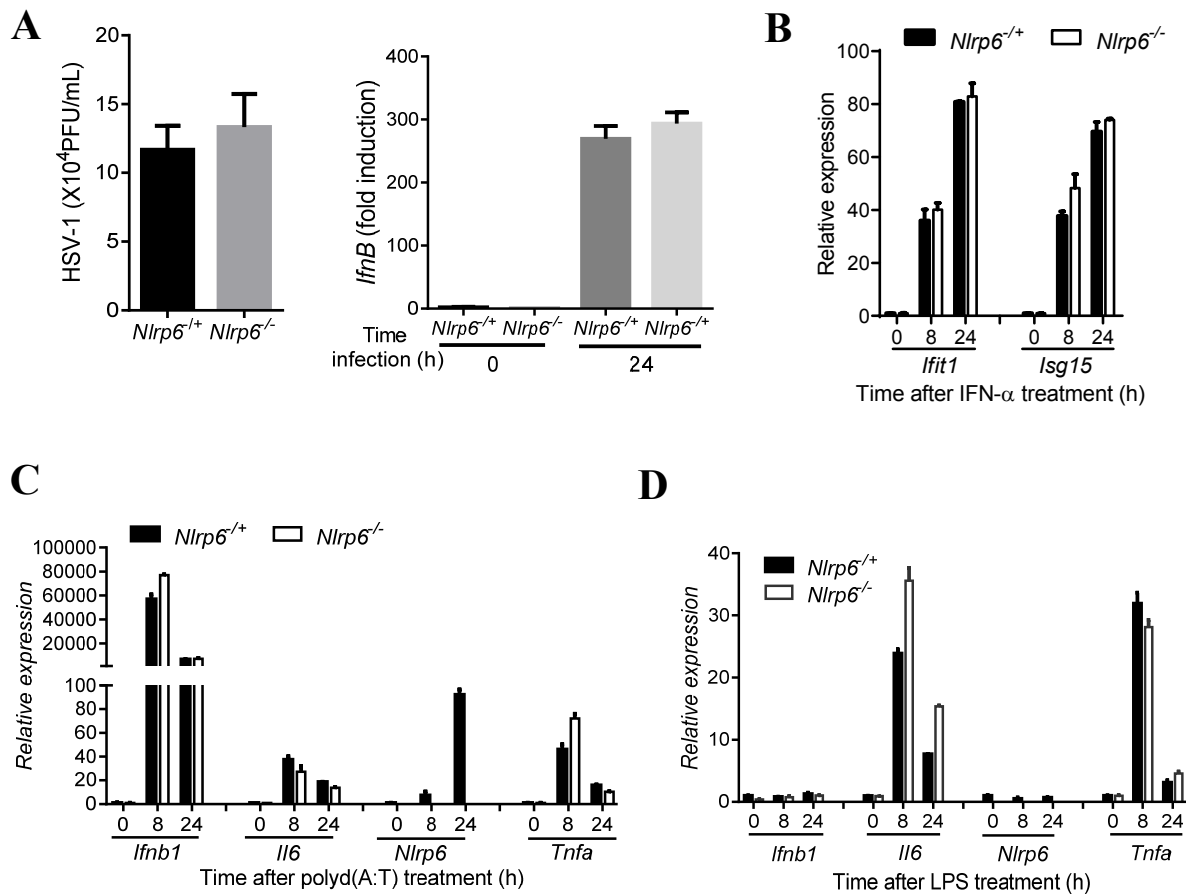 A
HSV-1 (X10⁴PFU/mL)
20
15
10
5
0
Nlrp6-/+ Nlrp6-/-
IfnB (fold induction)
400
300
200
100
0
Nlrp6-/+ Nlrp6-/- Nlrp6-/+ Nlrp6-/+
Time
infection (h)
0 24
B
Nlrp6-/+ Nlrp6-/-
Relative expression
100
80
60
40
20
0
0 8 24 0 8 24
Ifit1 Isg15
Time after IFN-α treatment (h)
C
Nlrp6-/+ Nlrp6-/-
Relative expression
100000
80000
60000
40000
20000
100
80
60
40
20
0
0 8 24 0 8 24 0 8 24 0 8 24
Ifnb1 Il6 Nlrp6 Tnfa
Time after polyd(A:T) treatment (h)
D
Nlrp6-/+
Nlrp6-/-
Relative expression
40
30
20
10
0
0 8 24 0 8 24 0 8 24 0 8 24
Ifnb1 Il6 Nlrp6 Tnfa
Time after LPS treatment (h)